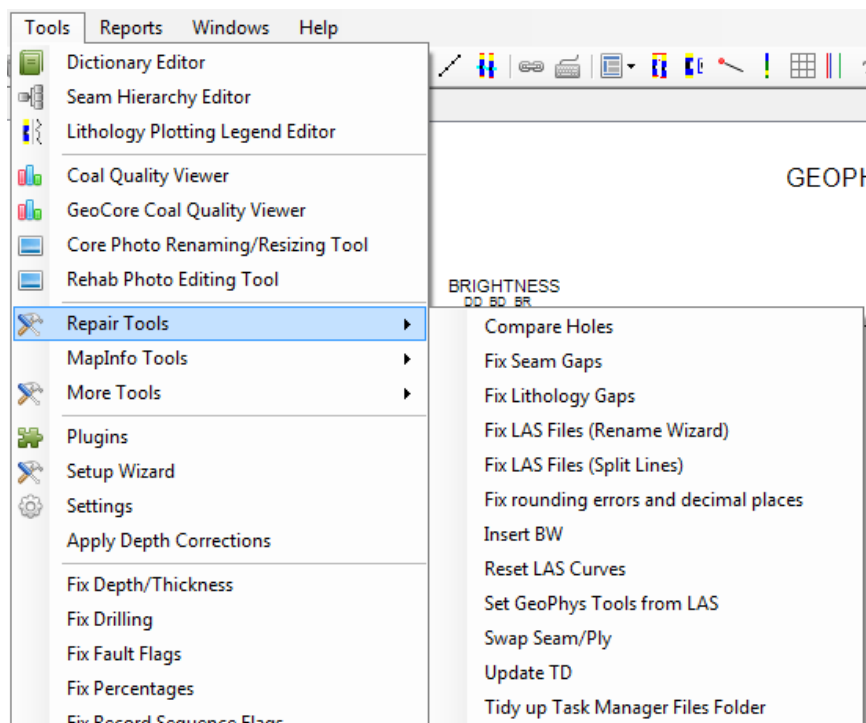 Tools Reports Windows Help
Dictionary Editor
Seam Hierarchy Editor
Lithology Plotting Legend Editor
Coal Quality Viewer
GeoCore Coal Quality Viewer
Core Photo Renaming/Resizing Tool
Rehab Photo Editing Tool
Repair Tools
MapInfo Tools
More Tools
Plugins
Setup Wizard
Settings
Apply Depth Corrections
Fix Depth/Thickness
Fix Drilling
Fix Fault Flags
Fix Percentages
Fix Record Sequence Flags
GEOPH
BRIGHTNESS
DD BD BR
Compare Holes
Fix Seam Gaps
Fix Lithology Gaps
Fix LAS Files (Rename Wizard)
Fix LAS Files (Split Lines)
Fix rounding errors and decimal places
Insert BW
Reset LAS Curves
Set GeoPhys Tools from LAS
Swap Seam/Ply
Update TD
Tidy up Task Manager Files Folder